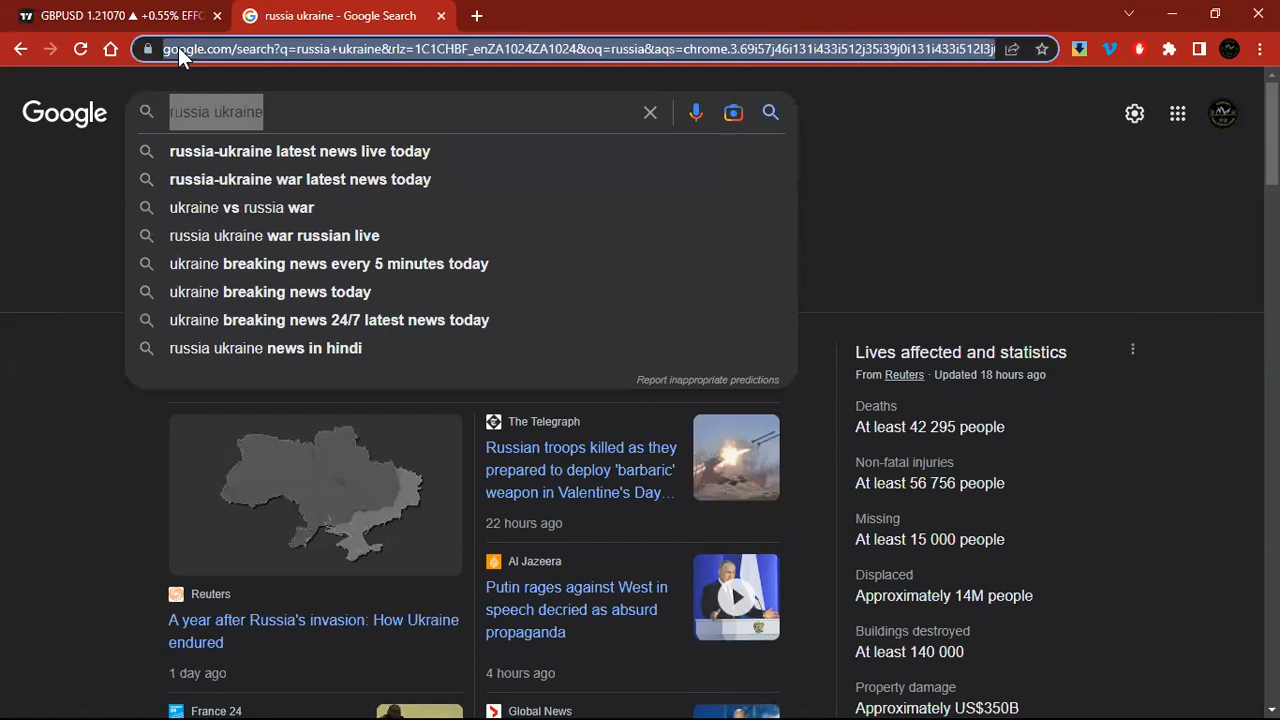 GBPUSD 1.21070 ▲ +0.55% EFFC
russia ukraine - Google Search
google.com/search?q=russia+ukraine&rlz=1C1CHBF_enZA1024ZA1024&oq=russia&aqs=chrome.3.69i57j46i131i433i512j35i39j0i131i433i512l3j
Google
russia ukraine
russia-ukraine latest news live today
russia-ukraine war latest news today
ukraine vs russia war
russia ukraine war russian live
ukraine breaking news every 5 minutes today
ukraine breaking news today
ukraine breaking news 24/7 latest news today
russia ukraine news in hindi
Report inappropriate predictions
Reuters
A year after Russia's invasion: How Ukraine
endured
1 day ago
France 24
The Telegraph
Russian troops killed as they
prepared to deploy 'barbaric'
weapon in Valentine's Day...
22 hours ago
Al Jazeera
Putin rages against West in
speech decried as absurd
propaganda
4 hours ago
Global News
Lives affected and statistics
From Reuters · Updated 18 hours ago
Deaths
At least 42 295 people
Non-fatal injuries
At least 56 756 people
Missing
At least 15 000 people
Displaced
Approximately 14M people
Buildings destroyed
At least 140 000
Property damage
Approximately US$350B